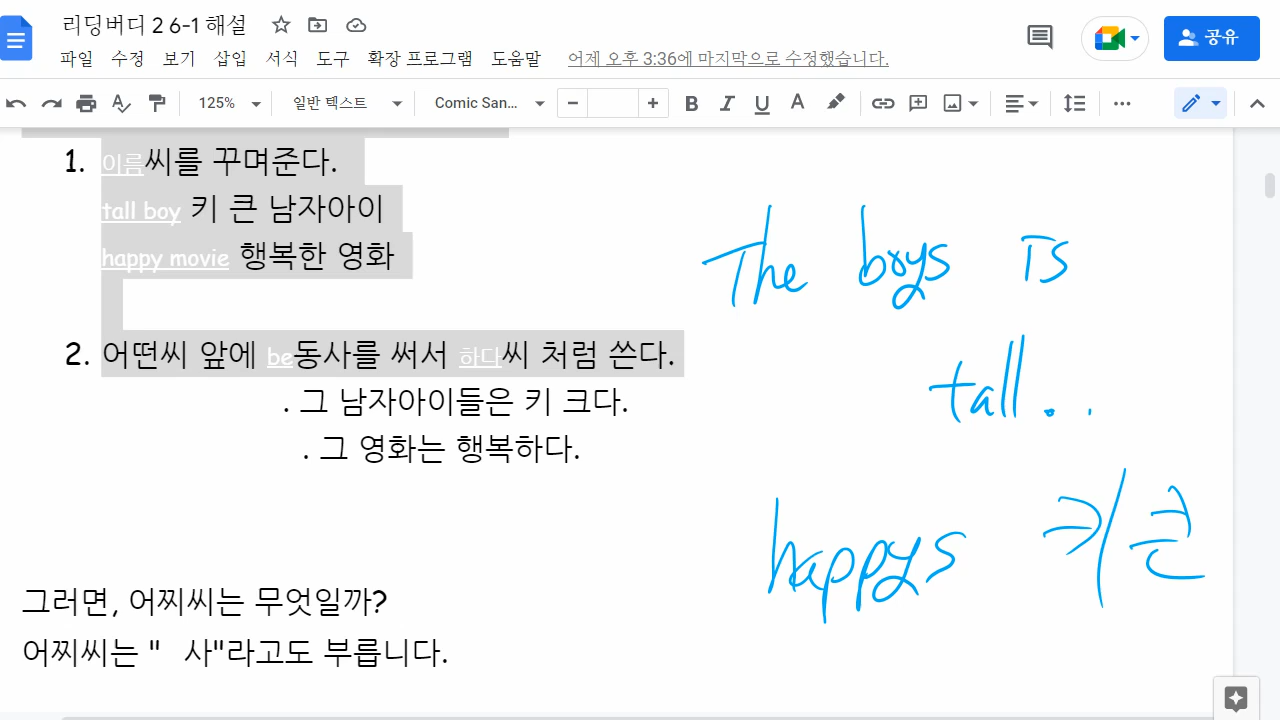 리딩버디 2 6-1 해설
파일 수정 보기 삽입 서식 도구 확장 프로그램 도움말 어제 오후 3:36에 마지막으로 수정했습니다.
공유
125% 일반 텍스트 Comic San... − + B I U A
1. 이름씨를 꾸며준다.
tall boy 키 큰 남자아이
happy movie 행복한 영화
2. 어떤씨 앞에 be동사를 써서 하다씨 처럼 쓴다.
. 그 남자아이들은 키 크다.
. 그 영화는 행복하다.
그러면, 어찌씨는 무엇일까?
어찌씨는 " 사"라고도 부릅니다.
The boys is
tall..
happys 키 큰